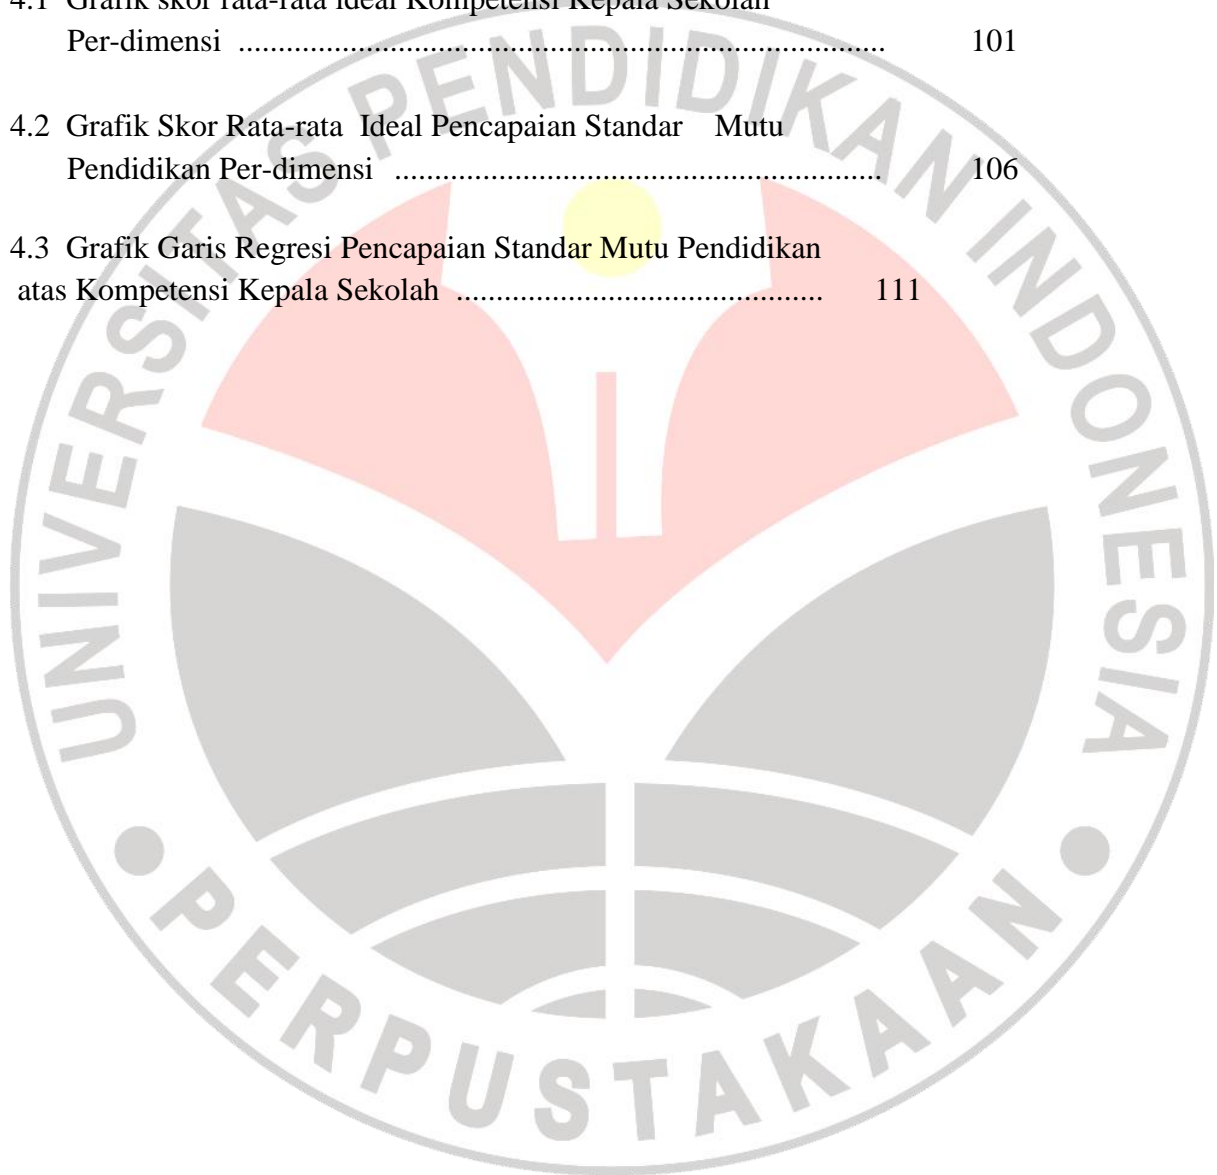 4.1 Grafik skor rata-rata Ideal Kompetensi Kepala Sekolah
Per-dimensi ................................................................................. 101
4.2 Grafik Skor Rata-rata Ideal Pencapaian Standar Mutu
Pendidikan Per-dimensi ............................................................. 106
4.3 Grafik Garis Regresi Pencapaian Standar Mutu Pendidikan
atas Kompetensi Kepala Sekolah .............................................. 111
UNIVERSITAS PENDIDIKAN INDONESIA
PERPUSTAKAAN